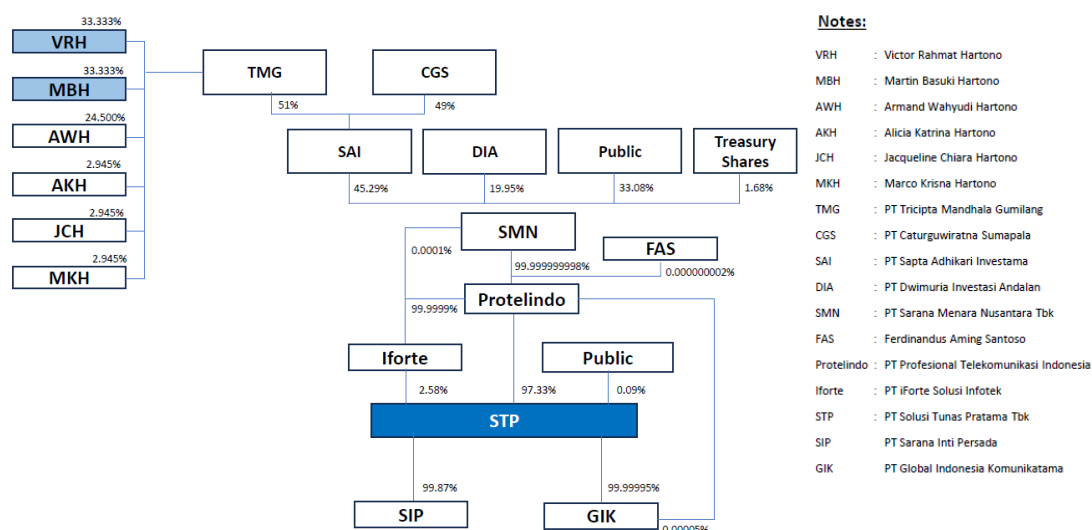 33.333%
VRH
33.333%
MBH
24.500%
AWH
2.945%
AKH
2.945%
JCH
2.945%
MKH
TMG
CGS
51%
49%
SAI
DIA
Public
Treasury
Shares
45.29%
19.95%
33.08%
1.68%
SMN
FAS
0.0001%
99.999999998%
0.000000002%
Protelindo
99.9999%
Iforte
Public
2.58%
97.33%
0.09%
STP
99.87%
99.99995%
SIP
GIK
0.00005%
Notes:
VRH : Victor Rahmat Hartono
MBH : Martin Basuki Hartono
AWH : Armand Wahyudi Hartono
AKH : Alicia Katrina Hartono
JCH : Jacqueline Chiara Hartono
MKH : Marco Krisna Hartono
TMG : PT Tricipta Mandhala Gumilang
CGS : PT Caturguwiratna Sumapala
SAI : PT Sapta Adhikari Investama
DIA : PT Dwimuria Investasi Andalan
SMN : PT Sarana Menara Nusantara Tbk
FAS : Ferdinandus Aming Santoso
Protelindo : PT Profesional Telekomunikasi Indonesia
Iforte : PT iForte Solusi Infotek
STP : PT Solusi Tunas Pratama Tbk
SIP PT Sarana Inti Persada
GIK PT Global Indonesia Komunikatama